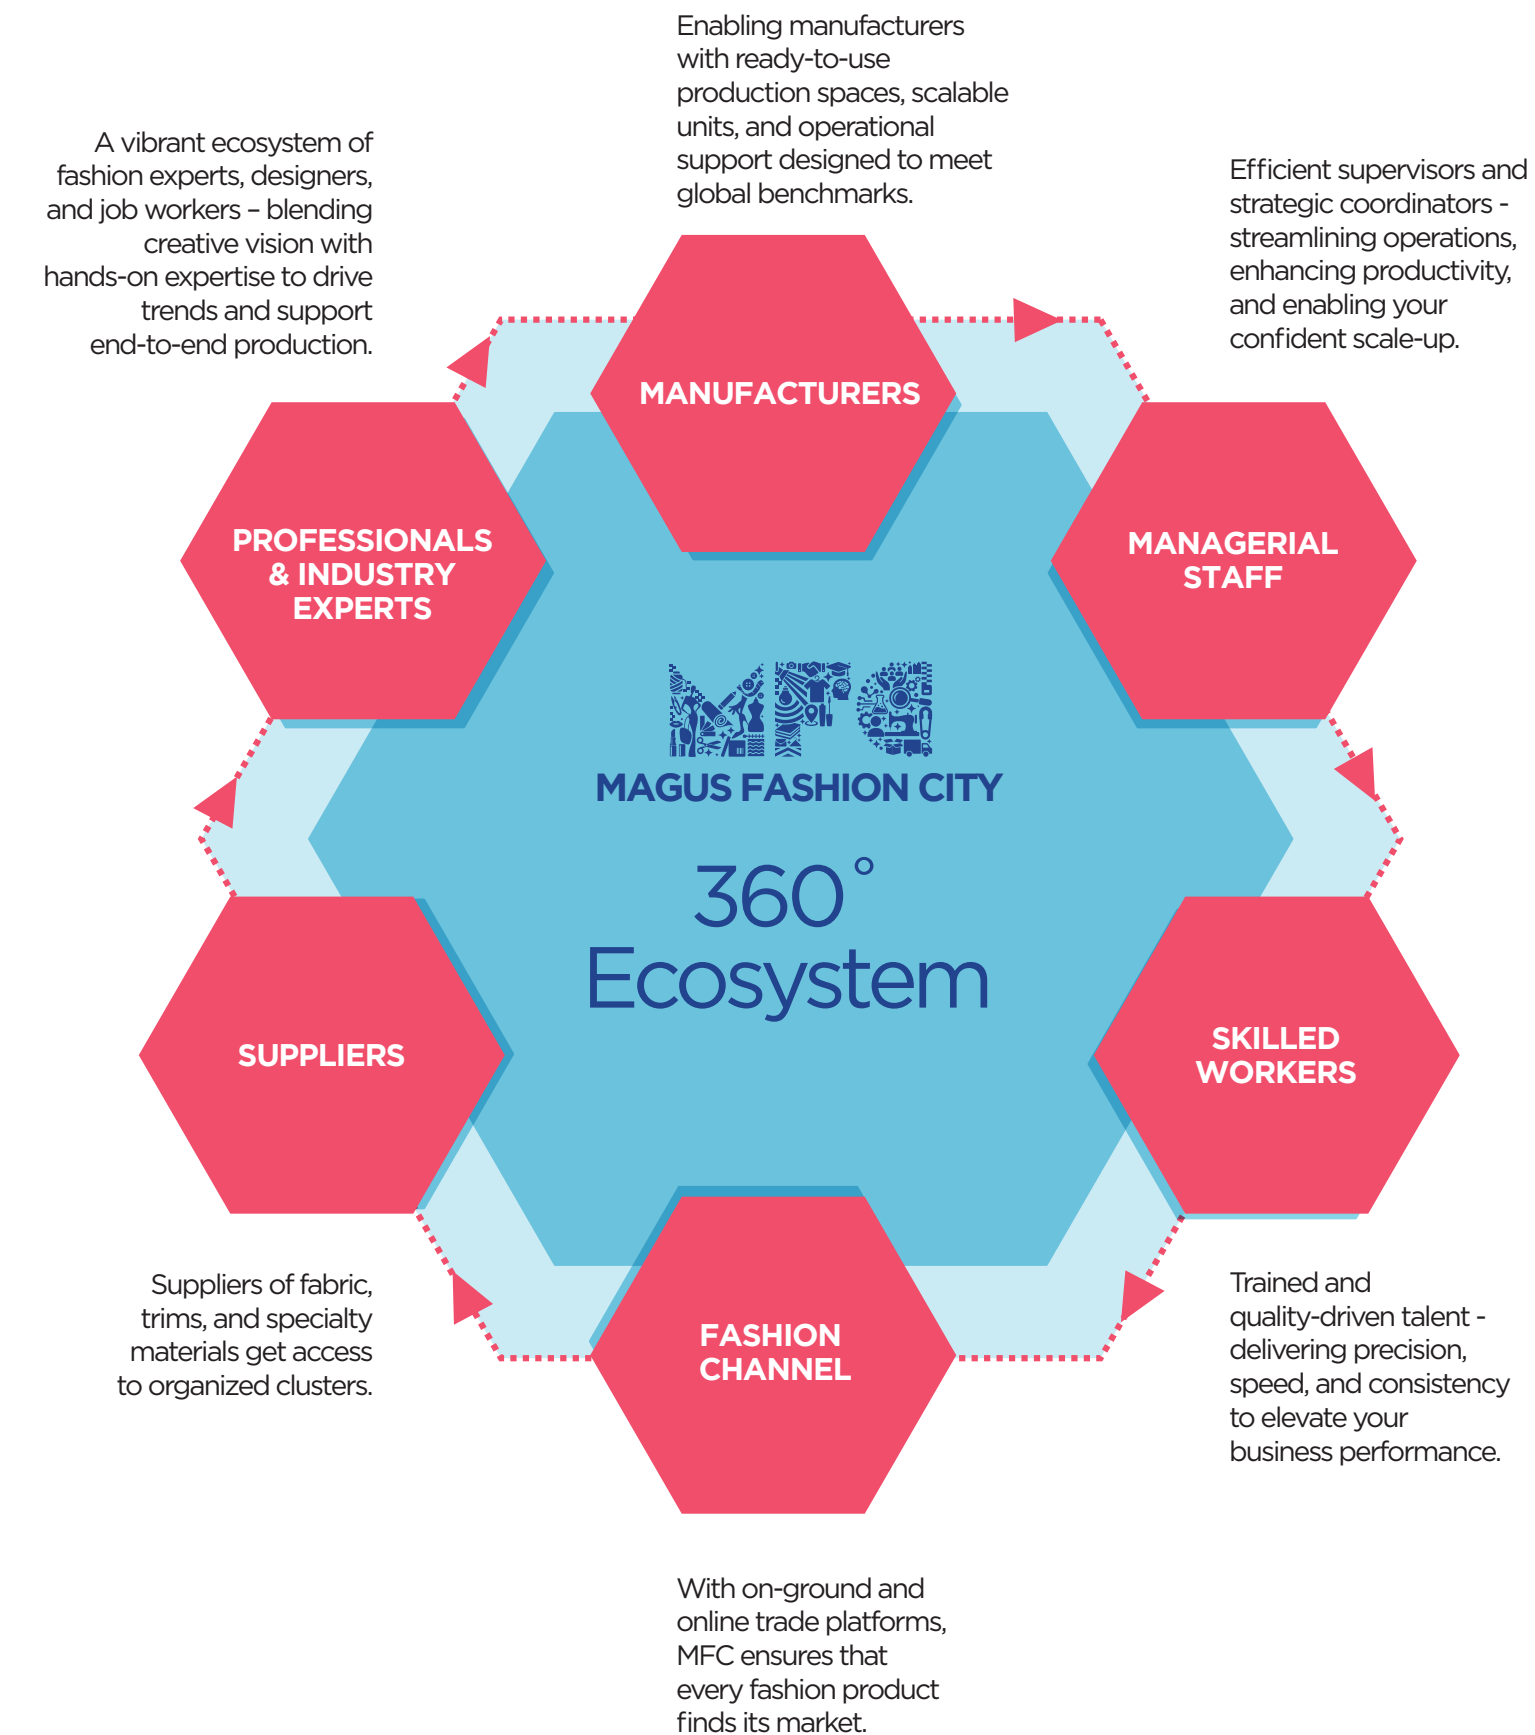 Enabling manufacturers
with ready-to-use
production spaces, scalable
units, and operational
support designed to meet
global benchmarks.
A vibrant ecosystem of
fashion experts, designers,
and job workers – blending
creative vision with
hands-on expertise to drive
trends and support
end-to-end production.
Efficient supervisors and
strategic coordinators -
streamlining operations,
enhancing productivity,
and enabling your
confident scale-up.
MANUFACTURERS
PROFESSIONALS
& INDUSTRY
EXPERTS
MANAGERIAL
STAFF
MFC
MAGUS FASHION CITY
360°
Ecosystem
SUPPLIERS
SKILLED
WORKERS
FASHION
CHANNEL
Suppliers of fabric,
trims, and specialty
materials get access
to organized clusters.
Trained and
quality-driven talent -
delivering precision,
speed, and consistency
to elevate your
business performance.
With on-ground and
online trade platforms,
MFC ensures that
every fashion product
finds its market.